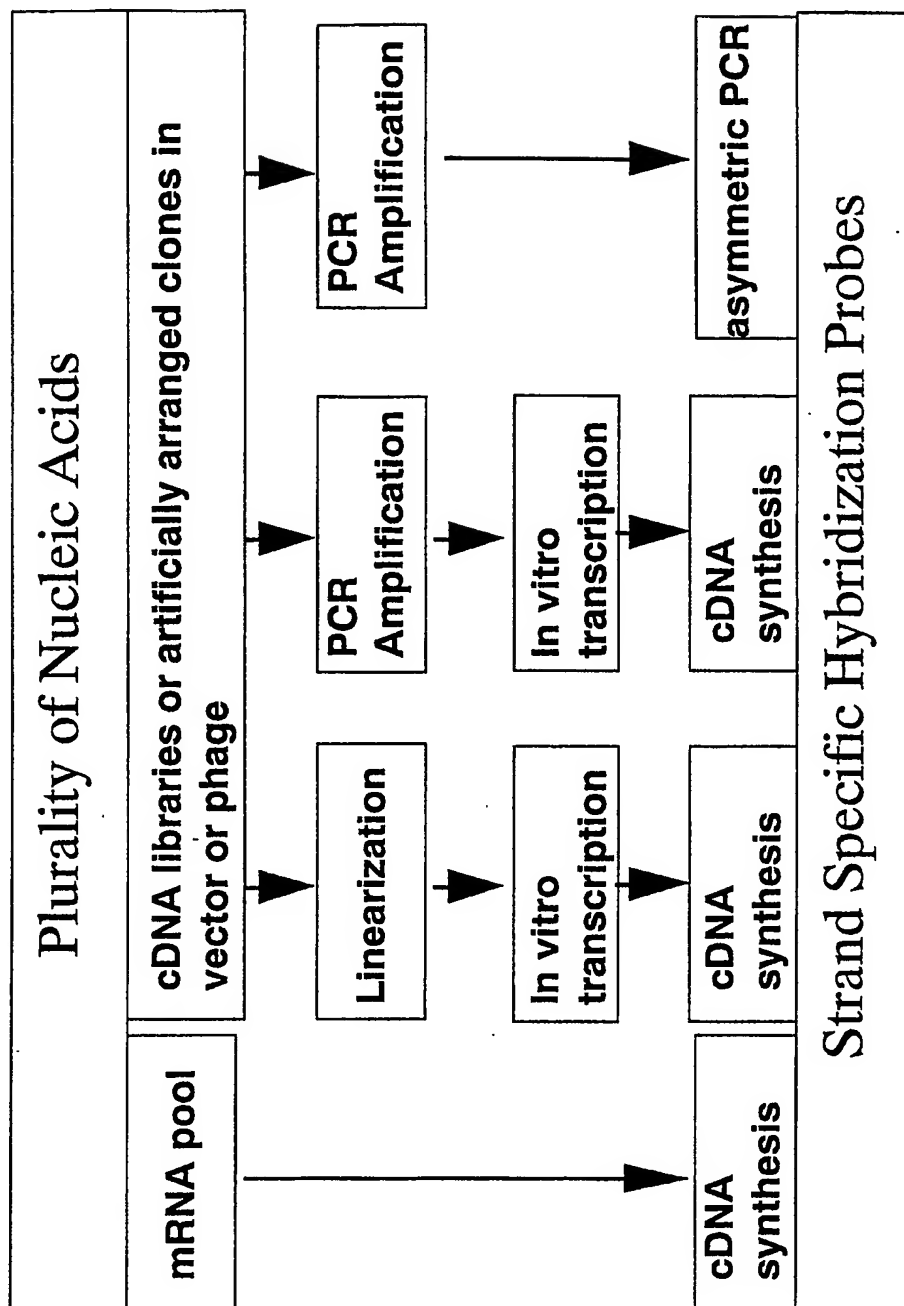 Plurality of Nucleic Acids
mRNA pool
cDNA libraries or artificially arranged clones in
vector or phage
Linearization
PCR
Amplification
PCR
Amplification
In vitro
transcription
In vitro
transcription
cDNA
synthesis
cDNA
synthesis
cDNA
synthesis
asymmetric PCR
Strand Specific Hybridization Probes